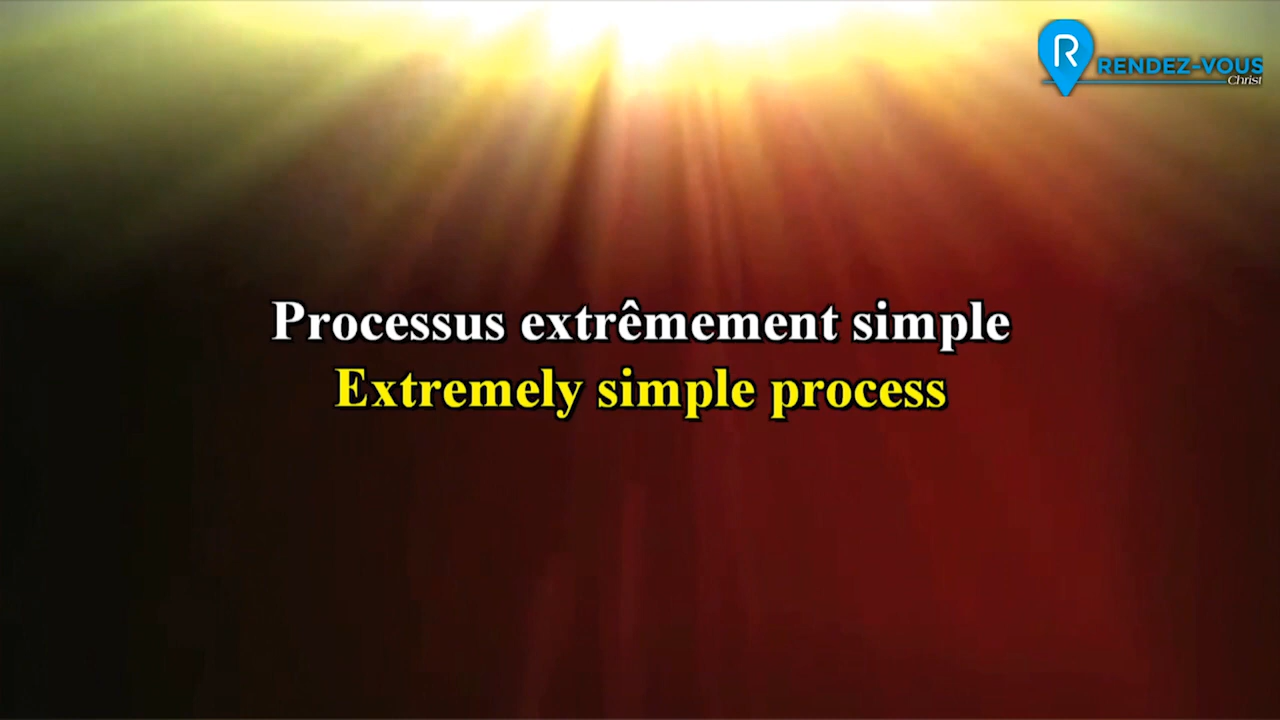 R
RENDEZ-VOUS
Christ
Processus extrêmement simple
Extremely simple process